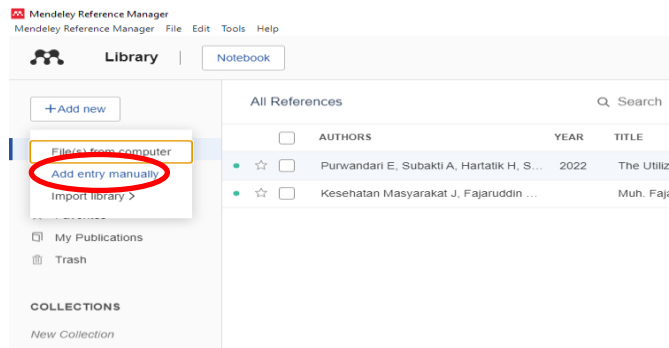 Mendeley Reference Manager
Mendeley Reference Manager File Edit Tools Help
Library | Notebook
+Add new
File(s) from computer
Add entry manually
Import library >
Favorites
My Publications
Trash
COLLECTIONS
New Collection
All References Search
AUTHORS YEAR TITLE
Purwandari E, Subakti A, Hartatik H, S... 2022 The Utiliz
Kesehatan Masyarakat J, Fajaruddin ... Muh. Faja